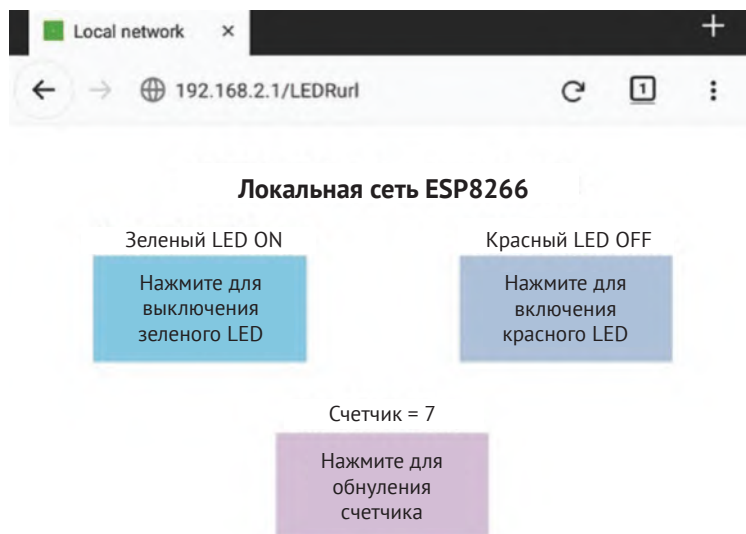 Local network ×
192.168.2.1/LEDRurl 1
Локальная сеть ESP8266
Зеленый LED ON
Красный LED OFF
Нажмите для
выключения
зеленого LED
Нажмите для
включения
красного LED
Счетчик = 7
Нажмите для
обнуления
счетчика